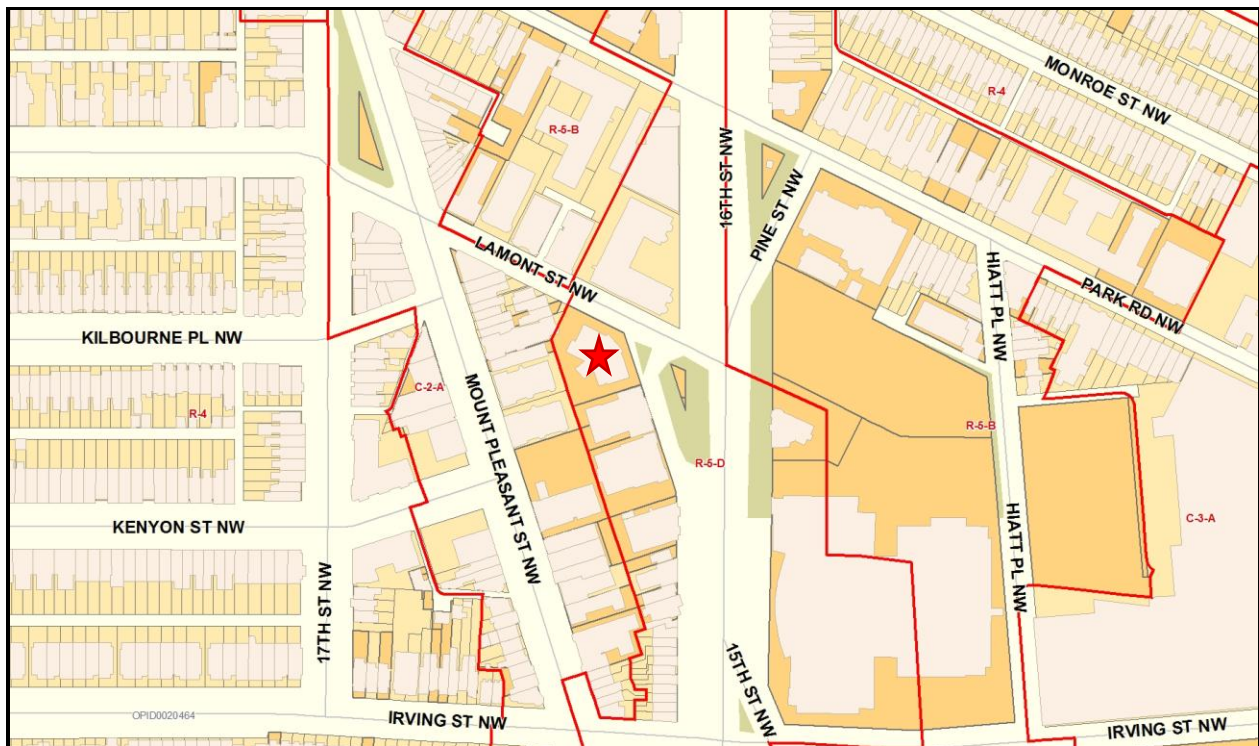 MONROE ST NW
R-4
R-5-B
16TH ST NW
PINE ST NW
LAMONT ST NW
HIATT PL NW
PARK RD NW
KILBOURNE PL NW
C-2-A
MOUNT PLEASANT ST NW
R-4
R-5-B
R-5-D
HIATT PL NW
C-3-A
KENYON ST NW
17TH ST NW
15TH ST NW
OPID0020464
IRVING ST NW
IRVING ST NW